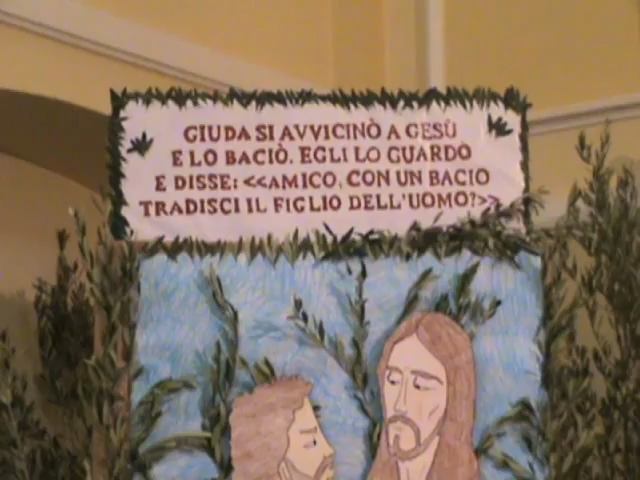 GIUDA SI AVVICINÒ A GESÙ
E LO BACIÒ. EGLI LO GUARDÒ
E DISSE: <<AMICO, CON UN BACIO
TRADISCI IL FIGLIO DELL'UOMO?>>